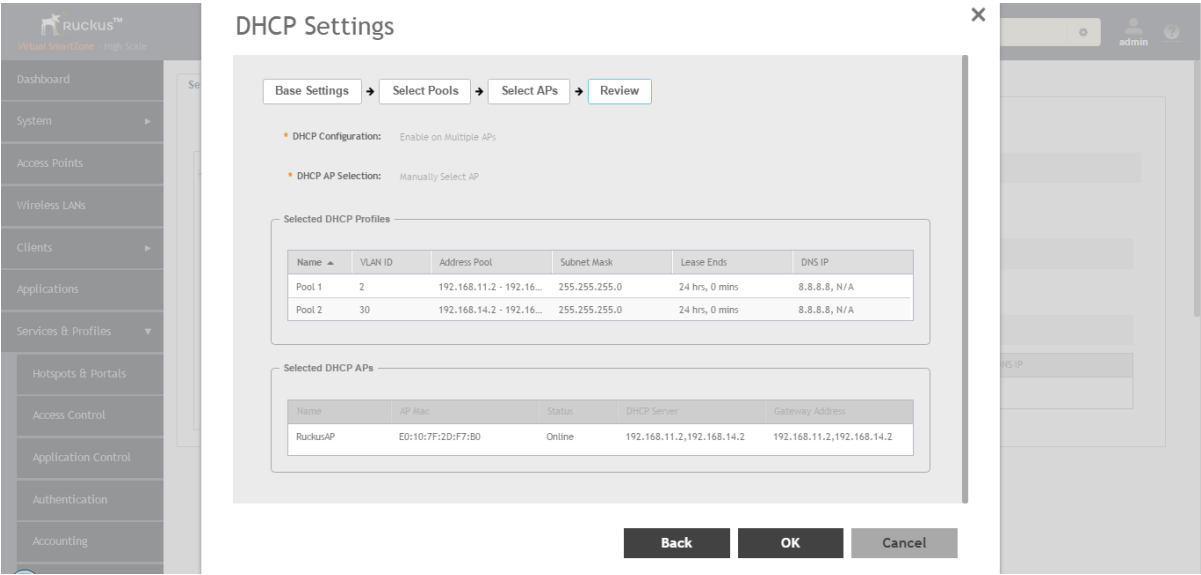 Ruckus™
Virtual SmartZone - High Scale
admin
Dashboard
System
Access Points
Wireless LANs
Clients
Applications
Services & Profiles
Hotspots & Portals
Access Control
Application Control
Authentication
Accounting
Se
DHCP Settings
Base Settings → Select Pools → Select APs → Review
* DHCP Configuration: Enable on Multiple APs
* DHCP AP Selection: Manually Select AP
Selected DHCP Profiles
Name VLAN ID Address Pool Subnet Mask Lease Ends DNS IP
Pool 1 2 192.168.11.2 - 192.16... 255.255.255.0 24 hrs, 0 mins 8.8.8.8, N/A
Pool 2 30 192.168.14.2 - 192.16... 255.255.255.0 24 hrs, 0 mins 8.8.8.8, N/A
Selected DHCP APs
Name AP Mac Status DHCP Server Gateway Address
RuckusAP E0:10:7F:2D:F7:B0 Online 192.168.11.2,192.168.14.2 192.168.11.2,192.168.14.2
Back OK Cancel
NS IP